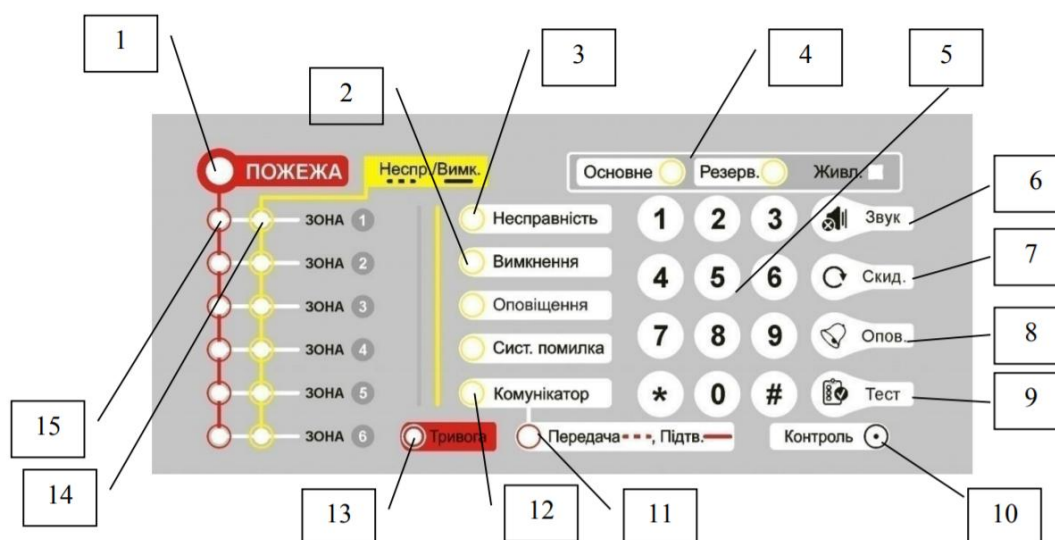 1
2
3
4
5
ПОЖЕЖА
Неспр./Вимк.
Основне
Резерв.
Живл.
ЗОНА 1
ЗОНА 2
ЗОНА 3
ЗОНА 4
ЗОНА 5
ЗОНА 6
Несправність
Вимкнення
Оповіщення
Сист. помилка
Комунікатор
Тривога
Передача, Підтв.
1 2 3
4 5 6
7 8 9
* 0 #
Звук
Скид.
Опов.
Тест
Контроль
6
7
8
9
15
14
13
12
11
10